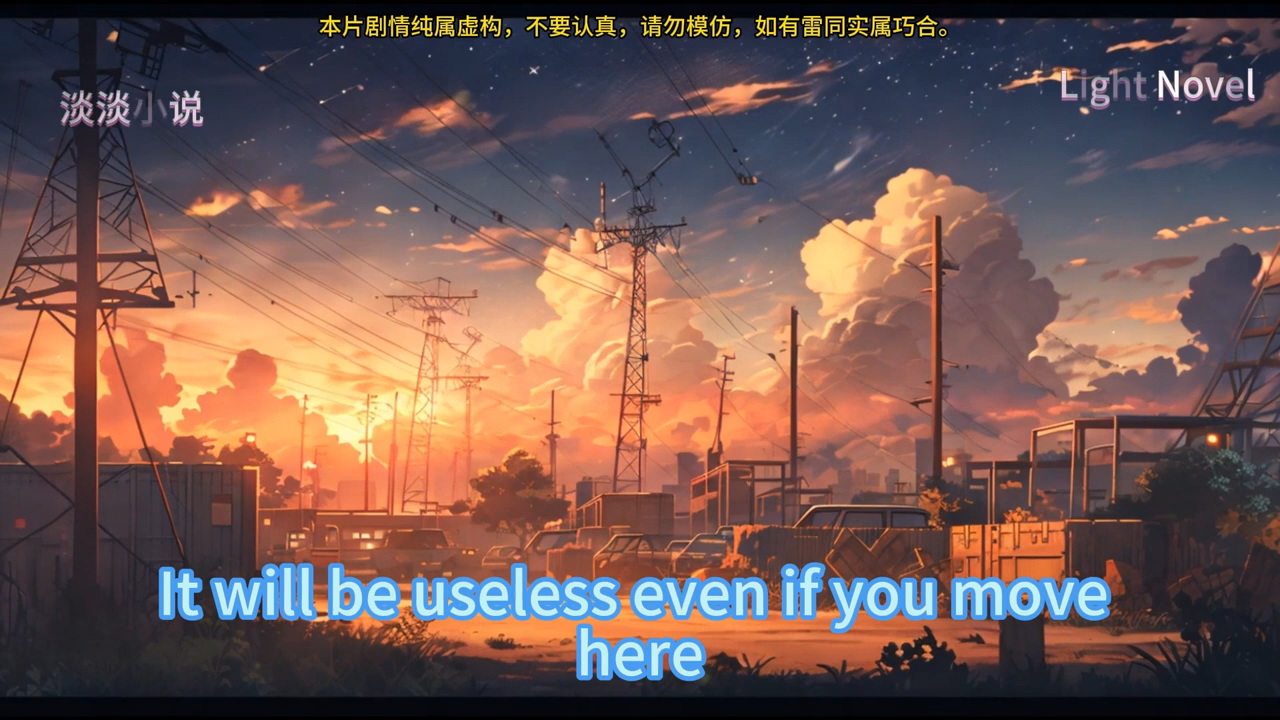 本片剧情纯属虚构，不要认真，请勿模仿，如有雷同实属巧合。
淡淡小说
Light Novel
It will be useless even if you move
here